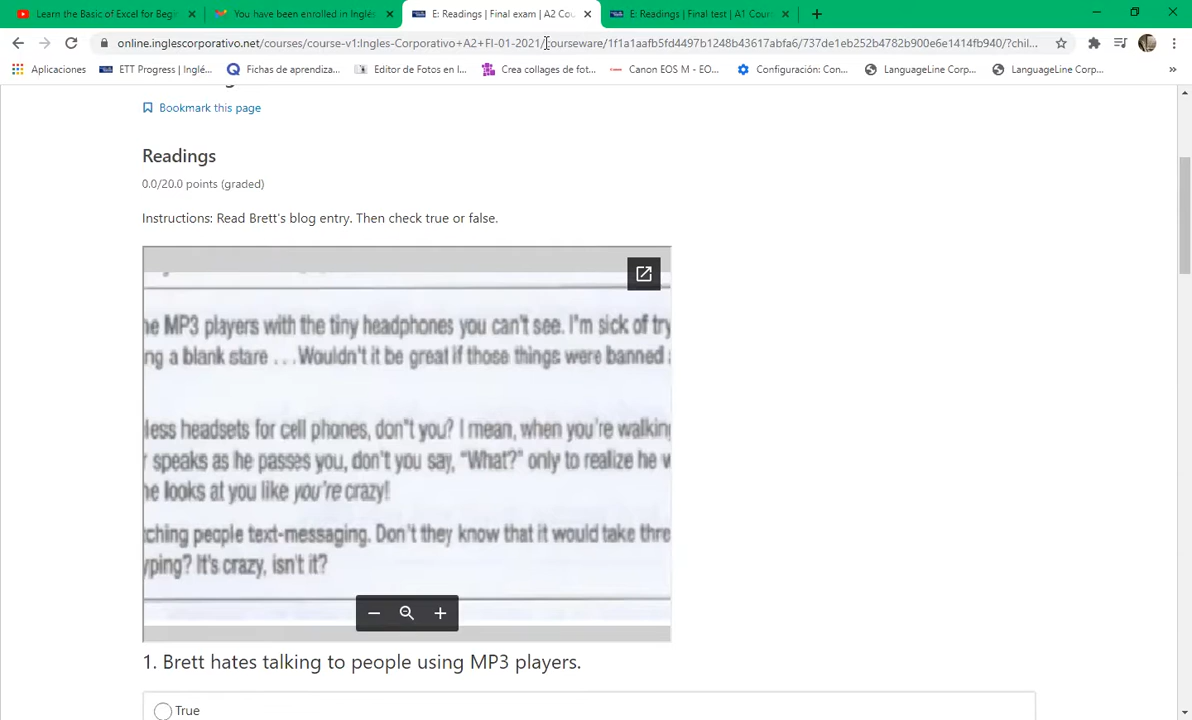 Learn the Basic of Excel for Begi
You have been enrolled in Inglés
E: Readings | Final exam | A2 Cou
E: Readings | Final test | A1 Cour
online.inglescorporativo.net/courses/course-v1:Ingles-Corporativo+A2+FI-01-2021/courseware/1f1a1aafb5fd4497b1248b43617abfa6/737de1eb252b4782b900e6e1414fb940/?chil...
Aplicaciones
ETT Progress | Inglé...
Fichas de aprendiza...
Editor de Fotos en l...
Crea collages de fot...
Canon EOS M - EO...
Configuración: Con...
LanguageLine Corp...
LanguageLine Corp...
Bookmark this page
Readings
0.0/20.0 points (graded)
Instructions: Read Brett's blog entry. Then check true or false.
he MP3 players with the tiny headphones you can't see. I'm sick of try
ng a blank stare ... Wouldn't it be great if those things were banned
less headsets for cell phones, don't you? I mean, when you're walking
r speaks as he passes you, don't you say, "What?" only to realize he w
he looks at you like you're crazy!
tching people text-messaging. Don't they know that it would take thre
yping? It's crazy, isn't it?
1. Brett hates talking to people using MP3 players.
True